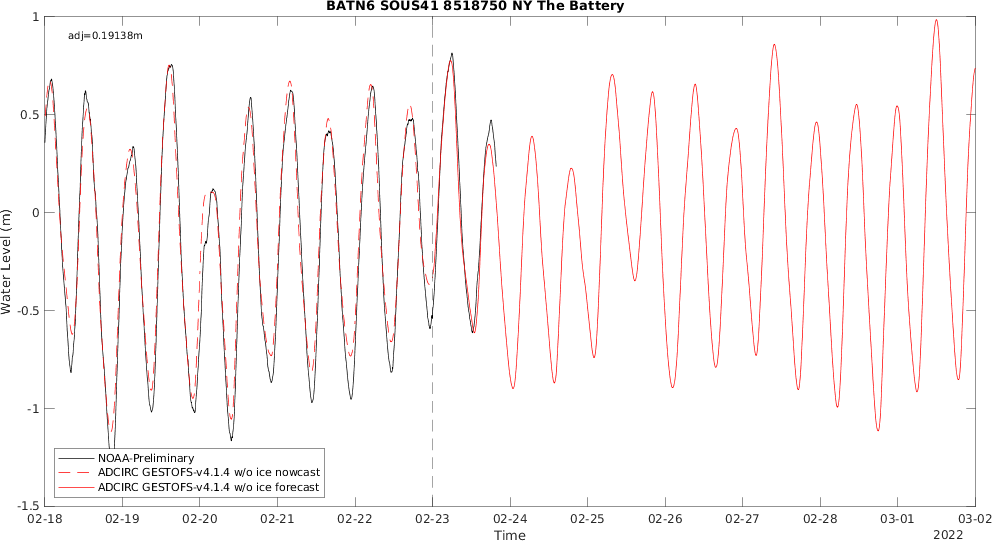 BATN6 SOUS41 8518750 NY The Battery
adj=0.19138m
1
0.5
0
-0.5
-1
-1.5
Water Level (m)
NOAA-Preliminary
ADCIRC GESTOFS-v4.1.4 w/o ice nowcast
ADCIRC GESTOFS-v4.1.4 w/o ice forecast
02-18 02-19 02-20 02-21 02-22 02-23 02-24 02-25 02-26 02-27 02-28 03-01 03-02
Time
2022